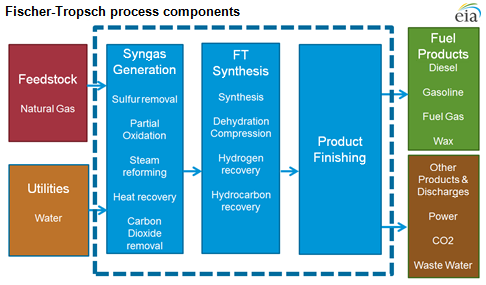 Fischer-Tropsch process components
eia
Feedstock
Natural Gas
Utilities
Water
Syngas
Generation
Sulfur removal
Partial
Oxidation
Steam
reforming
Heat recovery
Carbon
Dioxide
removal
FT
Synthesis
Synthesis
Dehydration
Compression
Hydrogen
recovery
Hydrocarbon
recovery
Product
Finishing
Fuel
Products
Diesel
Gasoline
Fuel Gas
Wax
Other
Products &
Discharges
Power
CO2
Waste Water